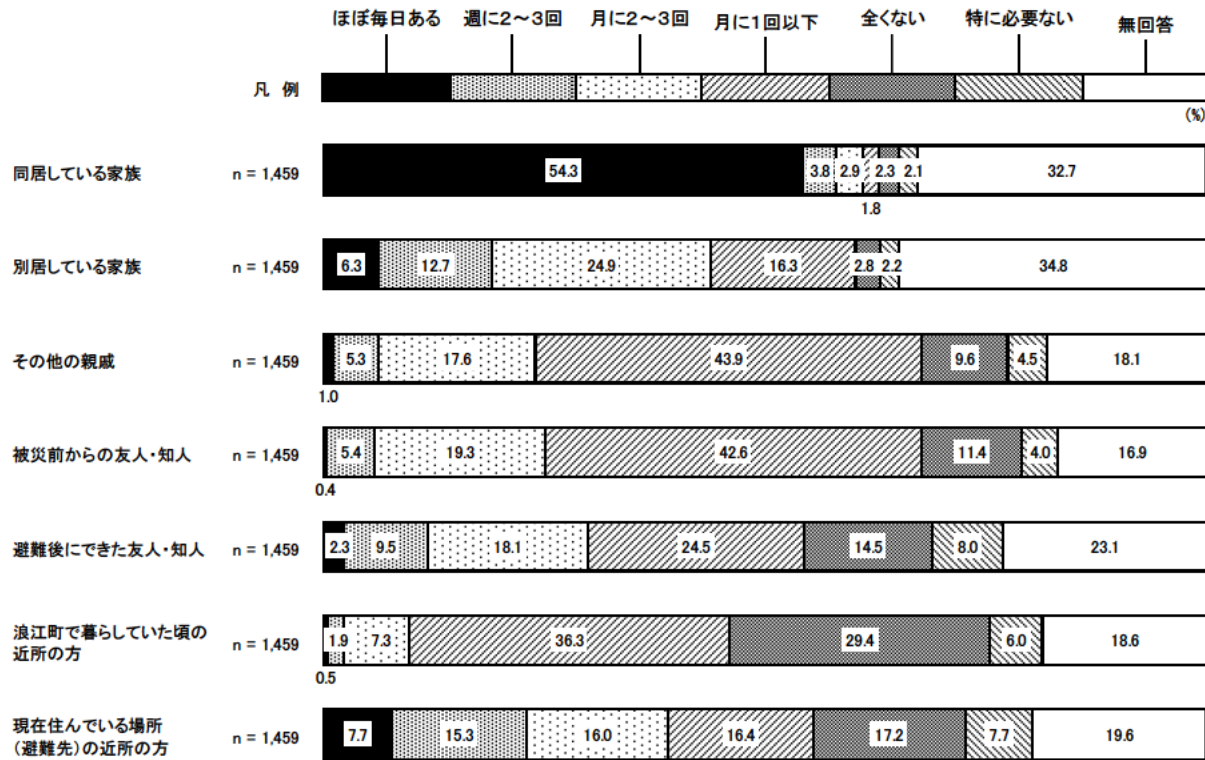 ほぼ毎日ある 週に2～3回 月に2～3回 月に1回以下 全くない 特に必要ない 無回答
凡 例
(%)
同居している家族 n = 1,459 54.3 3.8 2.9 2.3 2.1 32.7
1.8
別居している家族 n = 1,459 6.3 12.7 24.9 16.3 2.8 2.2 34.8
その他の親戚 n = 1,459 5.3 17.6 43.9 9.6 4.5 18.1
1.0
被災前からの友人・知人 n = 1,459 5.4 19.3 42.6 11.4 4.0 16.9
0.4
避難後にできた友人・知人 n = 1,459 2.3 9.5 18.1 24.5 14.5 8.0 23.1
浪江町で暮らしていた頃の
近所の方 n = 1,459 1.9 7.3 36.3 29.4 6.0 18.6
0.5
現在住んでいる場所
（避難先）の近所の方 n = 1,459 7.7 15.3 16.0 16.4 17.2 7.7 19.6